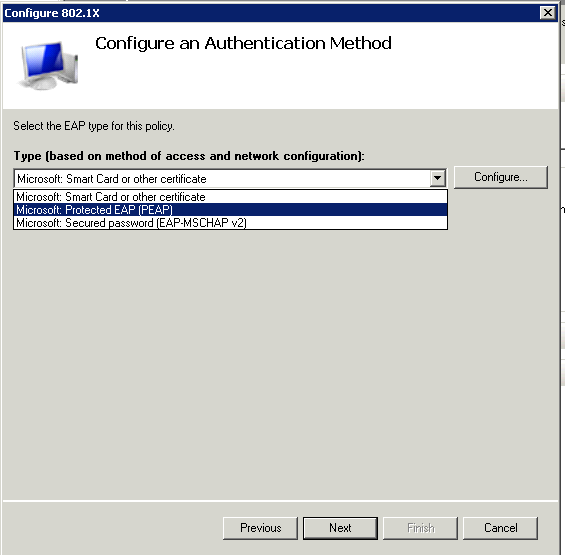 Configure 802.1X
Configure an Authentication Method
Select the EAP type for this policy.
Type (based on method of access and network configuration):
Microsoft: Smart Card or other certificate
Configure...
Microsoft: Smart Card or other certificate
Microsoft: Protected EAP (PEAP)
Microsoft: Secured password (EAP-MSCHAP v2)
Previous
Next
Finish
Cancel